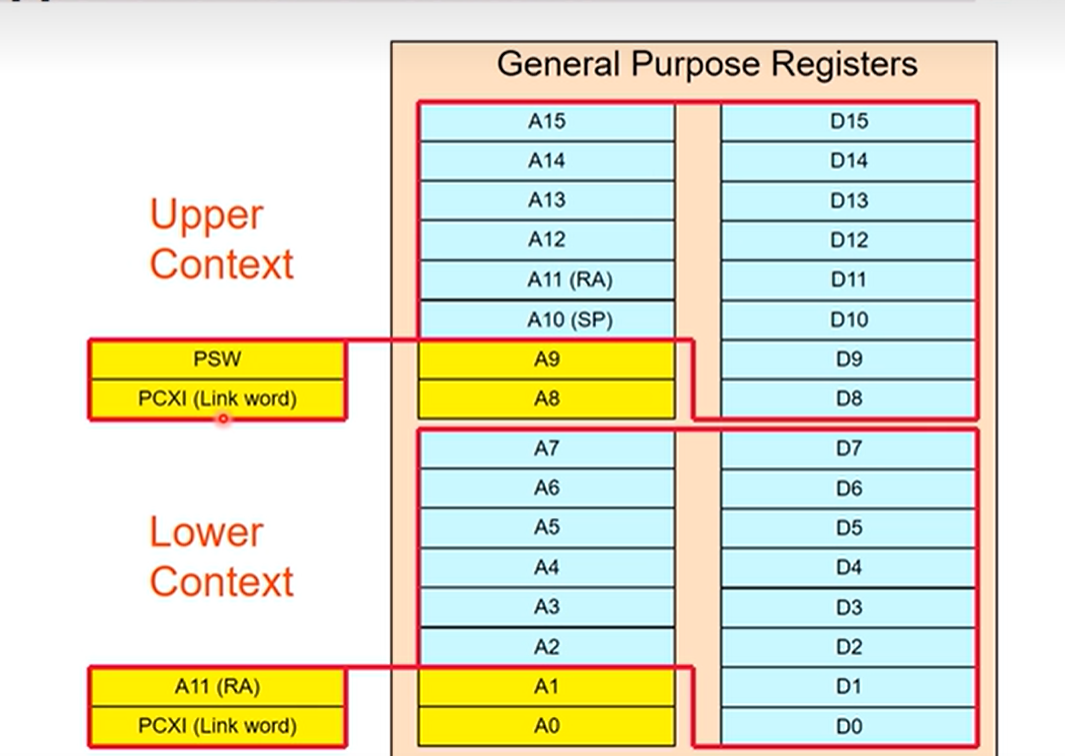 General Purpose Registers
A15 D15
A14 D14
A13 D13
A12 D12
A11 (RA) D11
A10 (SP) D10
Upper
Context
PSW A9 D9
PCXI (Link word) A8 D8
A7 D7
A6 D6
A5 D5
A4 D4
A3 D3
A2 D2
Lower
Context
A11 (RA) A1 D1
PCXI (Link word) A0 D0